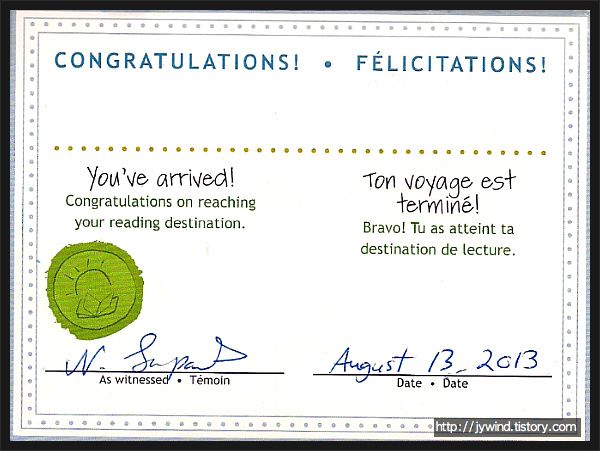 CONGRATULATIONS! • FÉLICITATIONS!
You've arrived!
Congratulations on reaching
your reading destination.
Ton voyage est
terminé!
Bravo! Tu as atteint ta
destination de lecture.
N.
As witnessed • Témoin
August 13, 2013
Date • Date
http://jywind.tistory.com